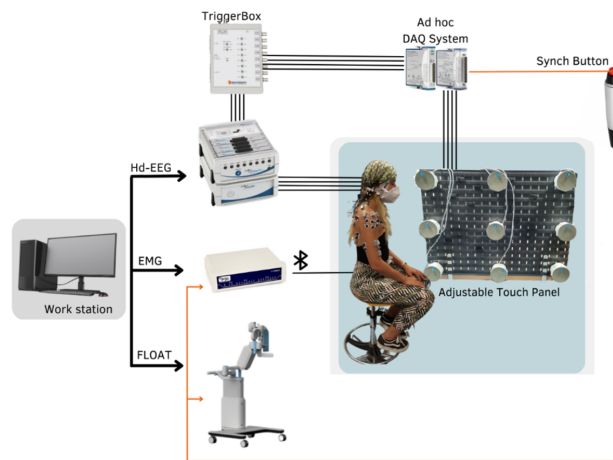 TriggerBox
Ad hoc
DAQ System
Synch Button
Hd-EEG
EMG
Work station
Adjustable Touch Panel
FLOAT